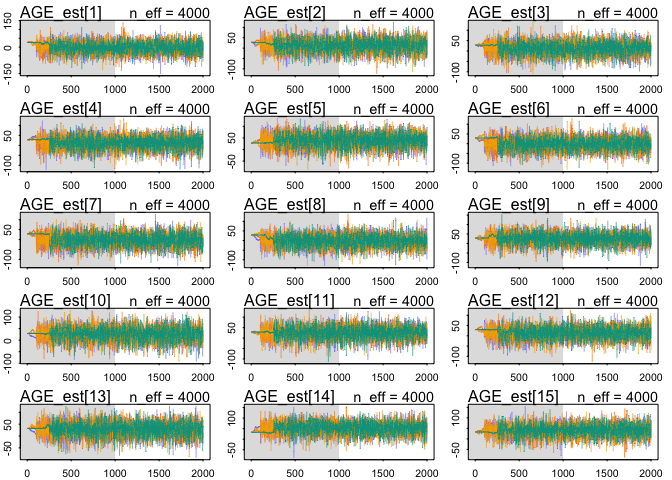 AGE_est[1] n_eff = 4000 AGE_est[2] n_eff = 4000 AGE_est[3] n_eff = 4000
-150 0 150 -100 50 -100 50
0 500 1000 1500 2000 0 500 1000 1500 2000 0 500 1000 1500 2000
AGE_est[4] n_eff = 4000 AGE_est[5] n_eff = 4000 AGE_est[6] n_eff = 4000
-100 50 -50 50 -100 50
0 500 1000 1500 2000 0 500 1000 1500 2000 0 500 1000 1500 2000
AGE_est[7] n_eff = 4000 AGE_est[8] n_eff = 4000 AGE_est[9] n_eff = 4000
-100 50 -100 50 -100 50
0 500 1000 1500 2000 0 500 1000 1500 2000 0 500 1000 1500 2000
AGE_est[10] n_eff = 4000 AGE_est[11] n_eff = 4000 AGE_est[12] n_eff = 4000
-100 0 100 -100 50 -100 50
0 500 1000 1500 2000 0 500 1000 1500 2000 0 500 1000 1500 2000
AGE_est[13] n_eff = 4000 AGE_est[14] n_eff = 4000 AGE_est[15] n_eff = 4000
-50 50 -50 100 -50 100
0 500 1000 1500 2000 0 500 1000 1500 2000 0 500 1000 1500 2000